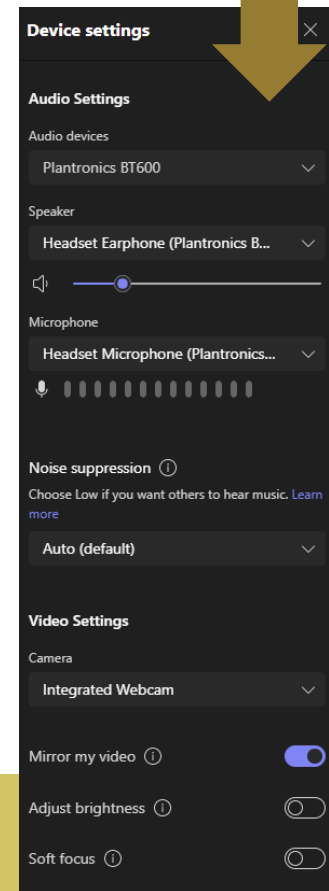 Device settings
Audio Settings
Audio devices
Plantronics BT600
Speaker
Headset Earphone (Plantronics B...
Microphone
Headset Microphone (Plantronics...
Noise suppression
Choose Low if you want others to hear music. Learn
more
Auto (default)
Video Settings
Camera
Integrated Webcam
Mirror my video
Adjust brightness
Soft focus